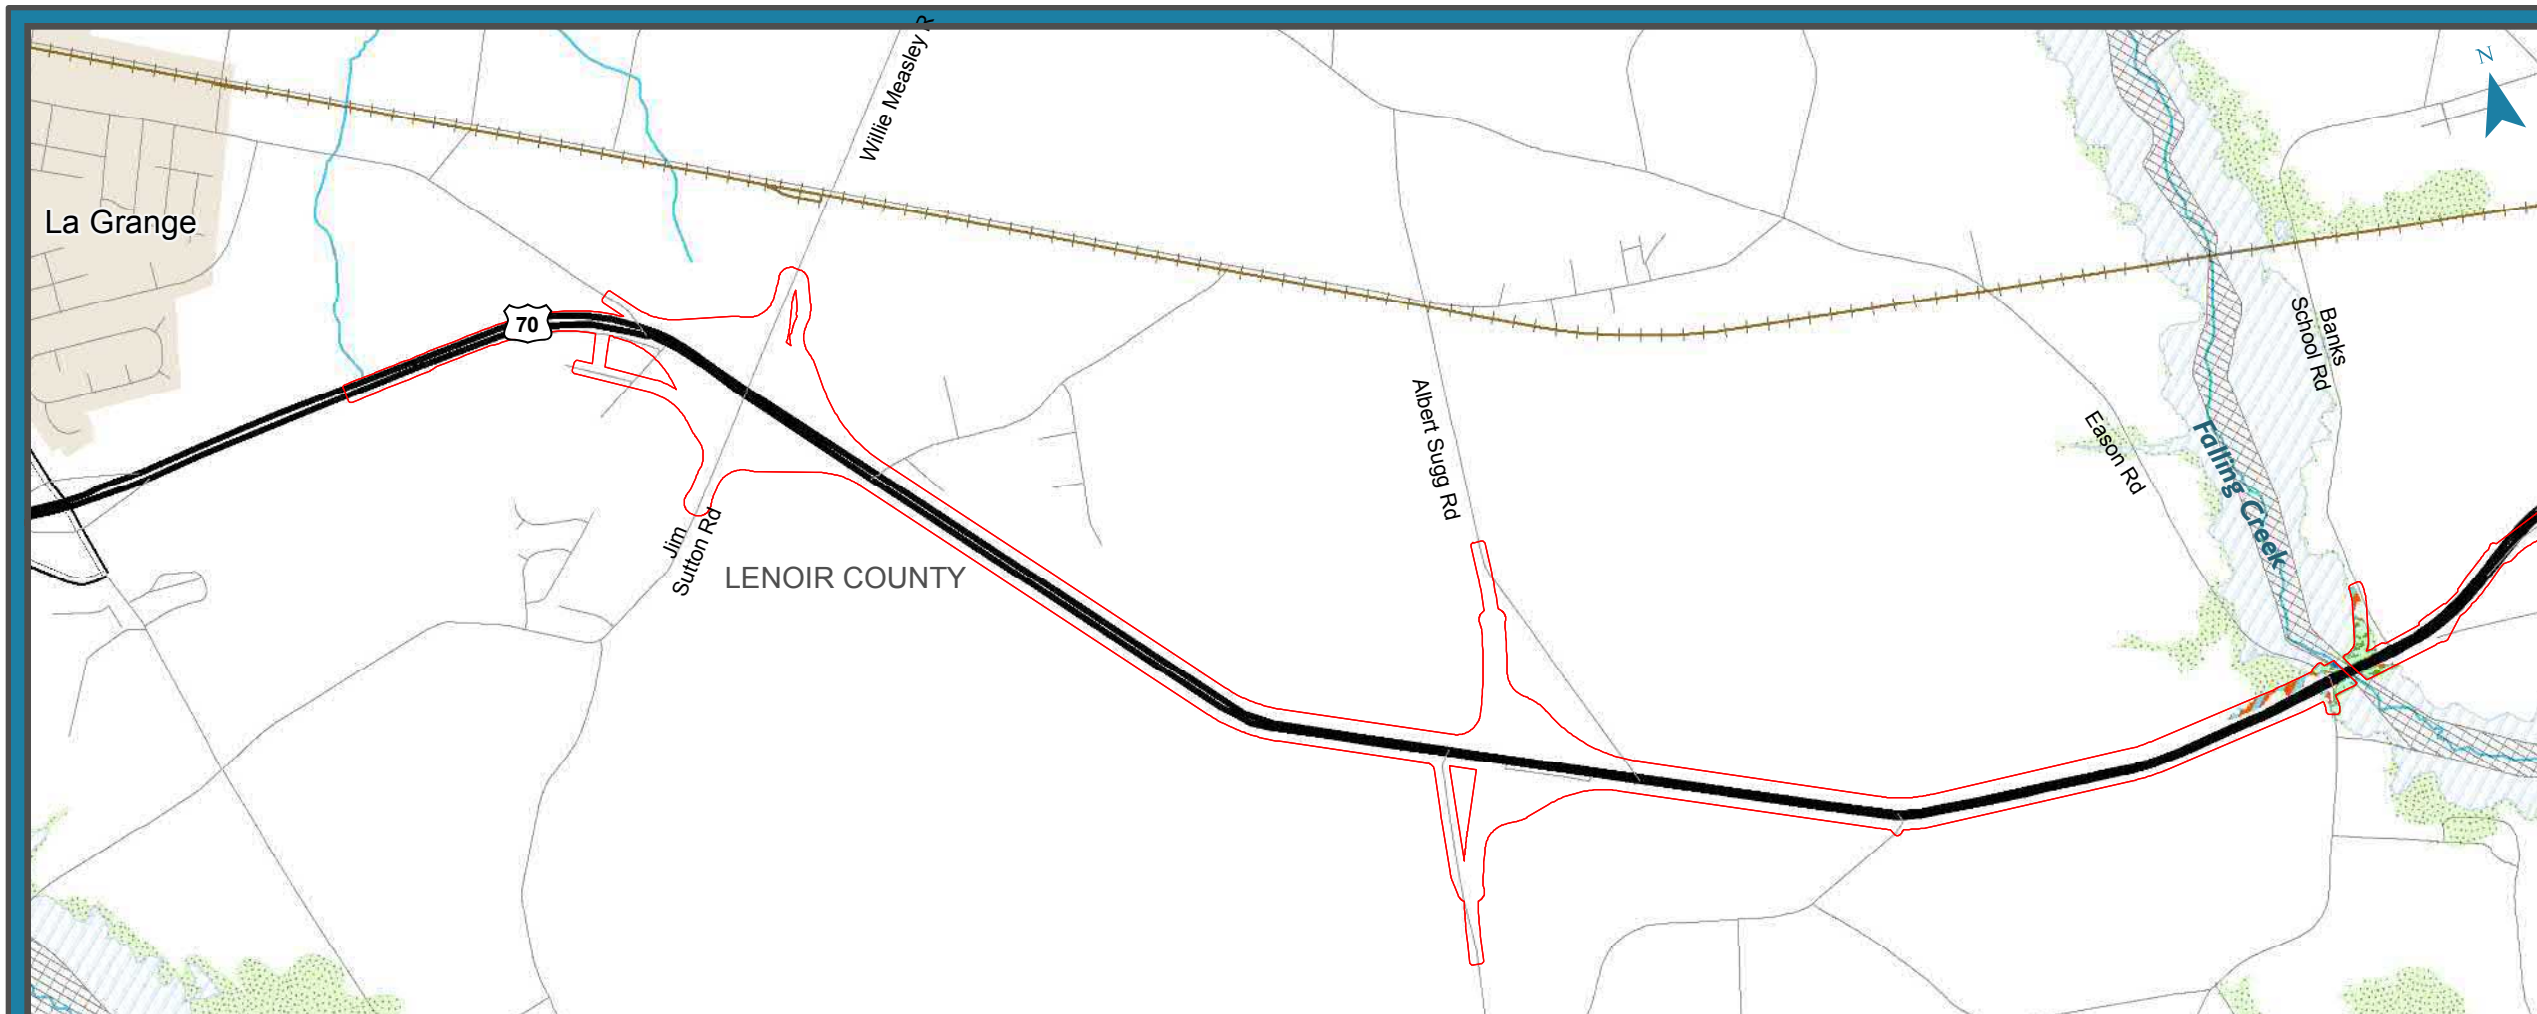 N
Willie Measley R
La Grange
70
Banks
School Rd
Albert Sugg Rd
Eason Rd
Falling Creek
Jim
Sutton Rd
LENOIR COUNTY